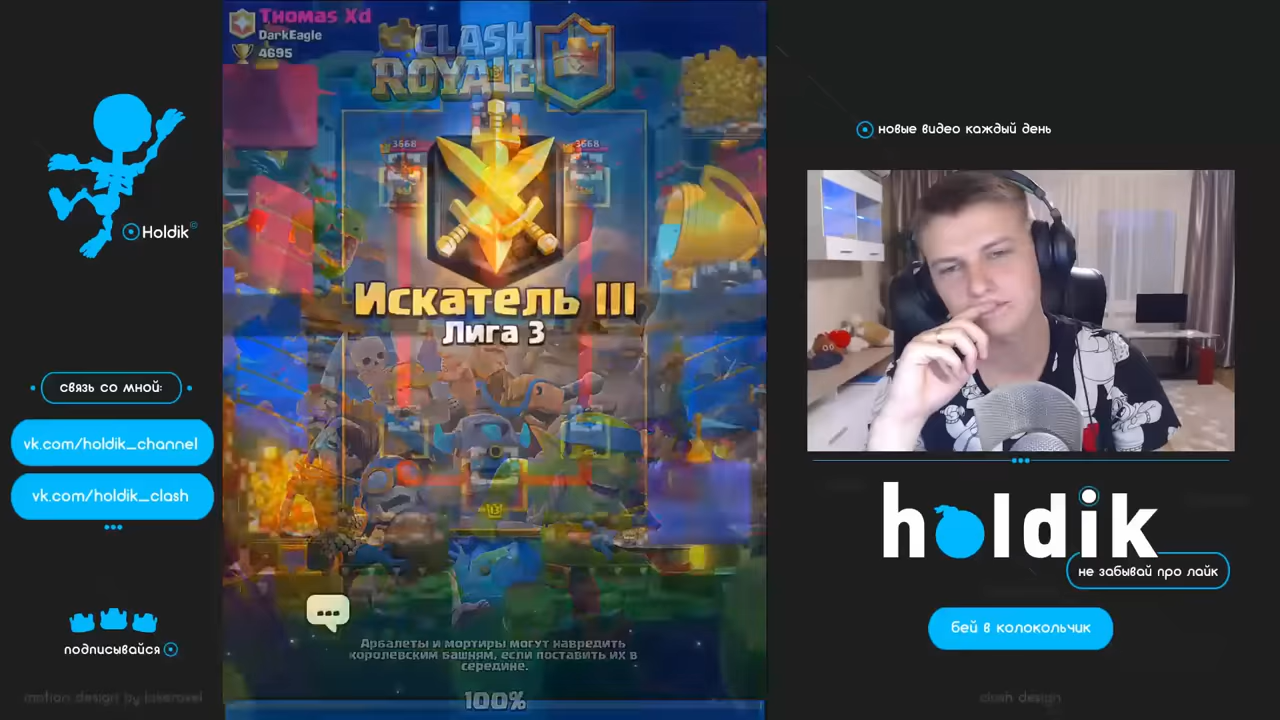 Thomas Xd
DarkEagle
4695
CLASH
ROYALE
3668
3668
Искатель III
Лига 3
Арбалеты и мортиры могут навредить
королевским башням, если поставить их в
середине.
100%
Holdik
связь со мной:
vk.com/holdik_channel
vk.com/holdik_clash
подписывайся
motion design by lakerovel
новые видео каждый день
holdik
не забывай про лайк
бей в колокольчик
clash design